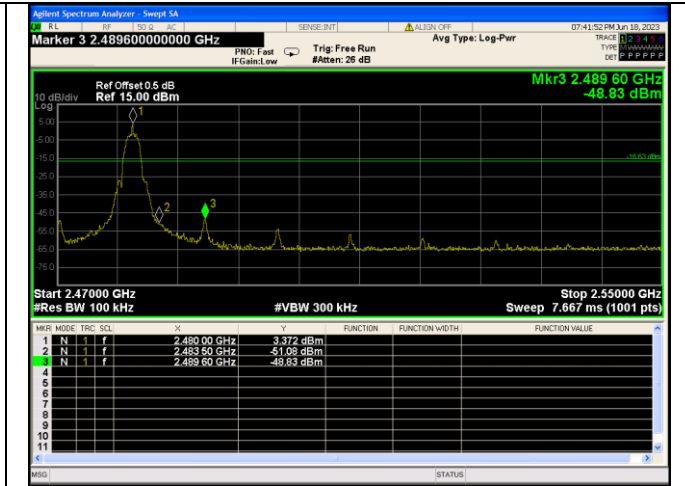 Agilent Spectrum Analyzer - Swept SA
RL RF 50 Ω AC SENSE:INT ALIGN OFF 07:41:52 PM Jun 18, 2023
Marker 3 2.489600000000 GHz
PNO: Fast
IFGain:Low
Trig: Free Run
#Atten: 26 dB
Avg Type: Log-Pwr
TRACE 1 2 3 4 5 6
TYPE M W W W W W
DET P P P P P P
Ref Offset 0.5 dB
10 dB/div Ref 15.00 dBm
Log
Mkr3 2.489 60 GHz
-48.83 dBm
1
5.00
-5.00
-15.0
-16.63 dBm
-25.0
-35.0
-45.0
2
3
-55.0
-65.0
-75.0
Start 2.47000 GHz Stop 2.55000 GHz
#Res BW 100 kHz #VBW 300 kHz Sweep 7.667 ms (1001 pts)
MKR MODE TRC SCL X Y FUNCTION FUNCTION WIDTH FUNCTION VALUE
1 N 1 f 2.480 00 GHz 3.372 dBm
2 N 1 f 2.483 50 GHz -51.08 dBm
3 N 1 f 2.489 60 GHz -48.83 dBm
4
5
6
7
8
9
10
11
MSG STATUS